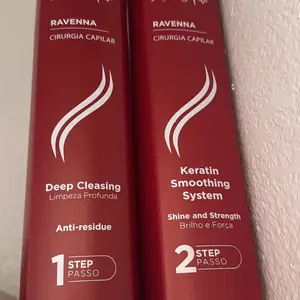 RAVENNA
CIRURGIA CAPILAR
Deep Cleasing
Limpeza Profunda
Anti-residue
1 STEP
PASSO
RAVENNA
CIRURGIA CAPILAR
Keratin
Smoothing
System
Shine and Strength
Brilho e Força
2 STEP
PASSO